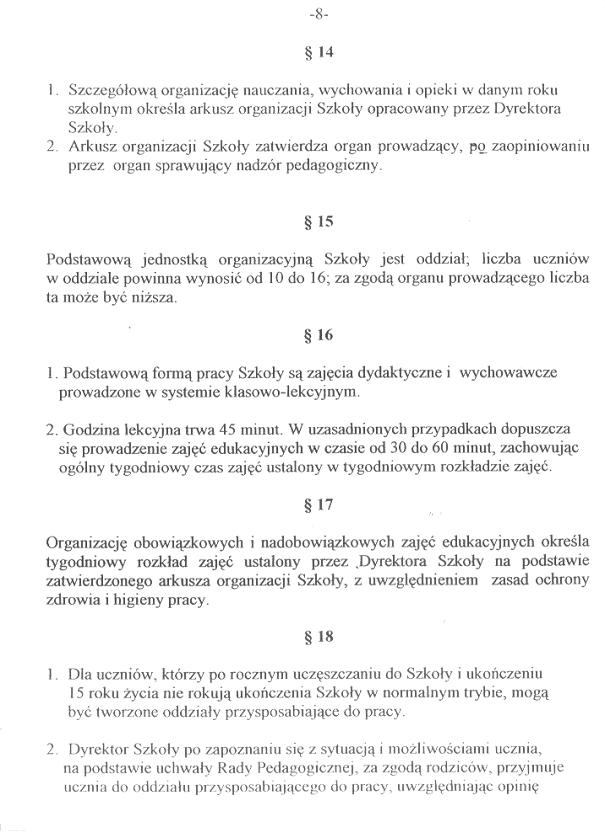 -8-
§ 14
1. Szczegółową organizację nauczania, wychowania i opieki w danym roku
szkolnym określa arkusz organizacji Szkoły opracowany przez Dyrektora
Szkoły.
2. Arkusz organizacji Szkoły zatwierdza organ prowadzący, po zaopiniowaniu
przez organ sprawujący nadzór pedagogiczny.
§ 15
Podstawową jednostką organizacyjną Szkoły jest oddział; liczba uczniów
w oddziale powinna wynosić od 10 do 16; za zgodą organu prowadzącego liczba
ta może być niższa.
§ 16
1. Podstawową formą pracy Szkoły są zajęcia dydaktyczne i wychowawcze
prowadzone w systemie klasowo-lekcyjnym.
2. Godzina lekcyjna trwa 45 minut. W uzasadnionych przypadkach dopuszcza
się prowadzenie zajęć edukacyjnych w czasie od 30 do 60 minut, zachowując
ogólny tygodniowy czas zajęć ustalony w tygodniowym rozkładzie zajęć.
§ 17
Organizację obowiązkowych i nadobowiązkowych zajęć edukacyjnych określa
tygodniowy rozkład zajęć ustalony przez Dyrektora Szkoły na podstawie
zatwierdzonego arkusza organizacji Szkoły, z uwzględnieniem zasad ochrony
zdrowia i higieny pracy.
§ 18
1. Dla uczniów, którzy po rocznym uczęszczaniu do Szkoły i ukończeniu
15 roku życia nie rokują ukończenia Szkoły w normalnym trybie, mogą
być tworzone oddziały przysposabiające do pracy.
2. Dyrektor Szkoły po zapoznaniu się z sytuacją i możliwościami ucznia,
na podstawie uchwały Rady Pedagogicznej, za zgodą rodziców, przyjmuje
ucznia do oddziału przysposabiającego do pracy, uwzględniając opinię